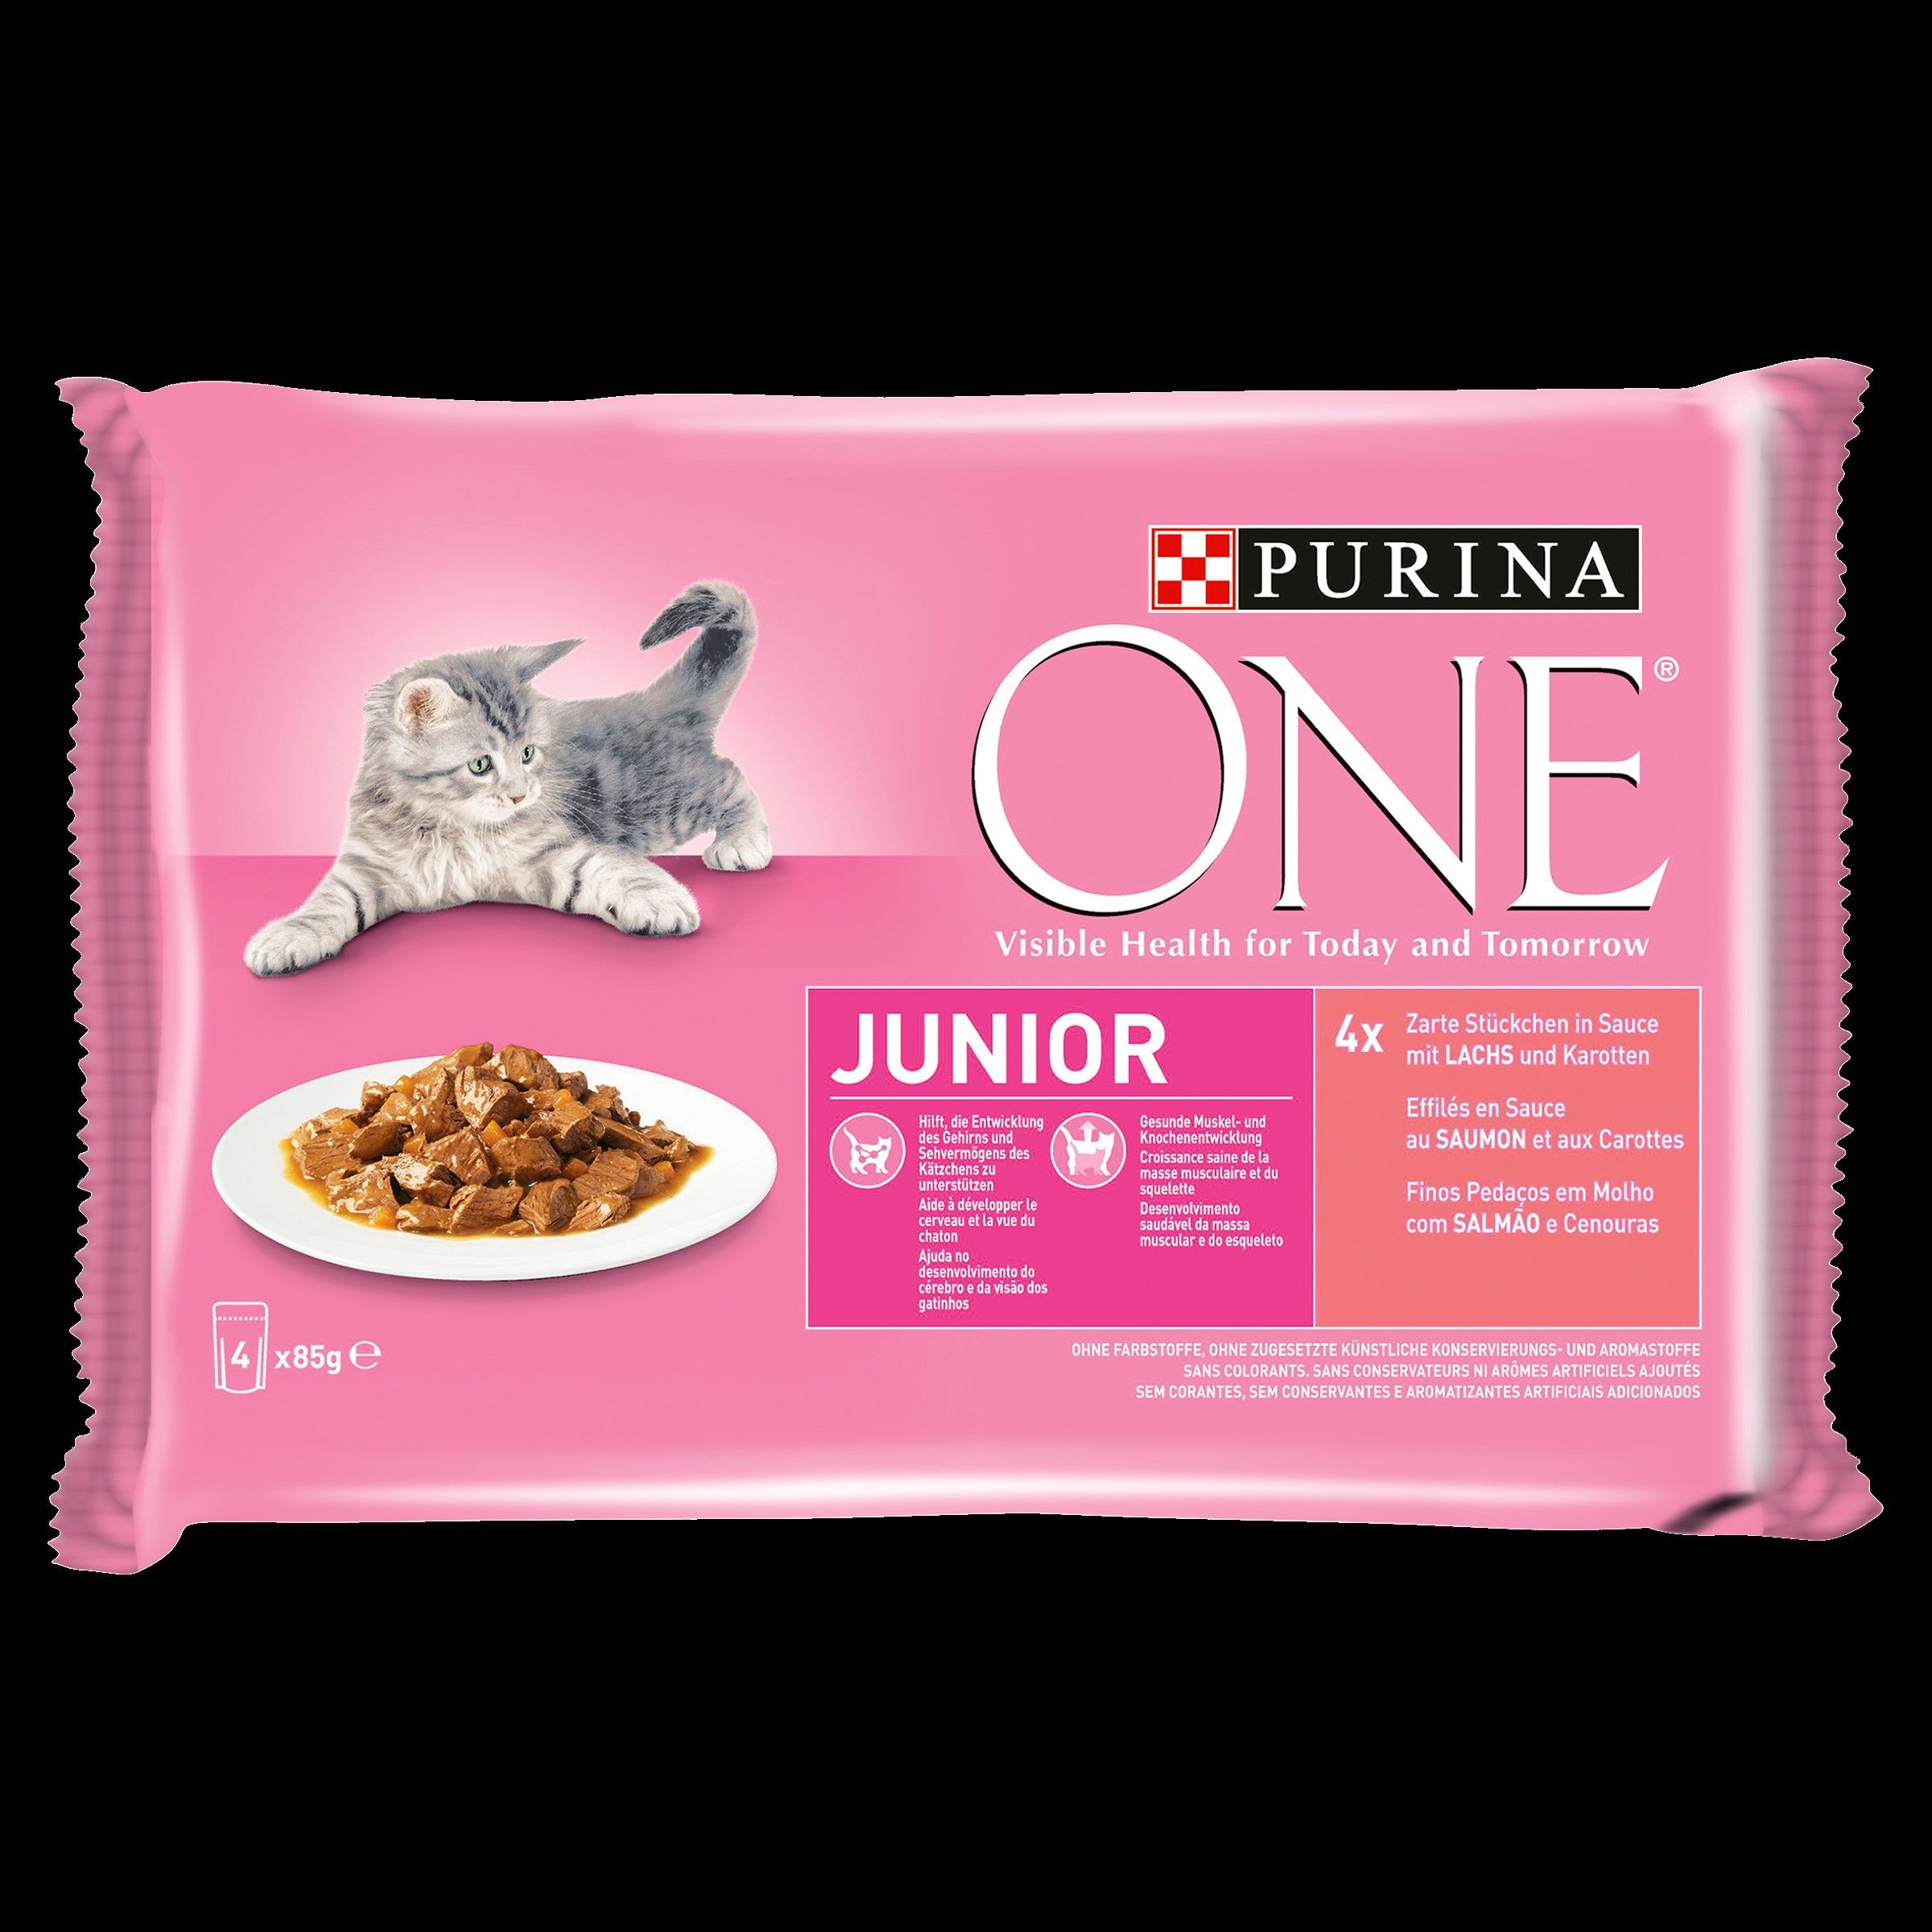 PURINA
ONE®
Visible Health for Today and Tomorrow
JUNIOR
Hilft, die Entwicklung
des Gehirns und
Sehvermögens des
Kätzchens zu
unterstützen
Aide à développer le
cerveau et la vue du
chaton
Ajuda no
desenvolvimento do
cérebro e da visão dos
gatinhos
Gesunde Muskel- und
Knochenentwicklung
Croissance saine de la
masse musculaire et du
squelette
Desenvolvimento
saudável da massa
muscular e do esqueleto
4x
Zarte Stückchen in Sauce
mit LACHS und Karotten
Effilés en Sauce
au SAUMON et aux Carottes
Finos Pedaços em Molho
com SALMÃO e Cenouras
4 x85g ℮
OHNE FARBSTOFFE, OHNE ZUGESETZTE KÜNSTLICHE KONSERVIERUNGS- UND AROMASTOFFE
SANS COLORANTS. SANS CONSERVATEURS NI ARÔMES ARTIFICIELS AJOUTÉS
SEM CORANTES, SEM CONSERVANTES E AROMATIZANTES ARTIFICIAIS ADICIONADOS